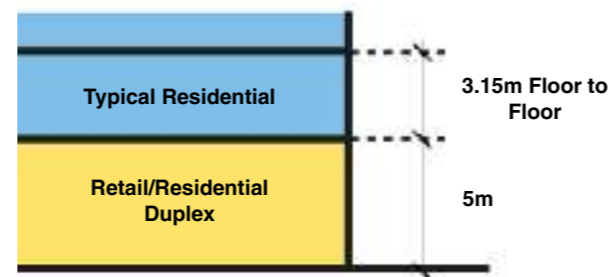 Typical Residential
3.15m Floor to
Floor
Retail/Residential
Duplex
5m